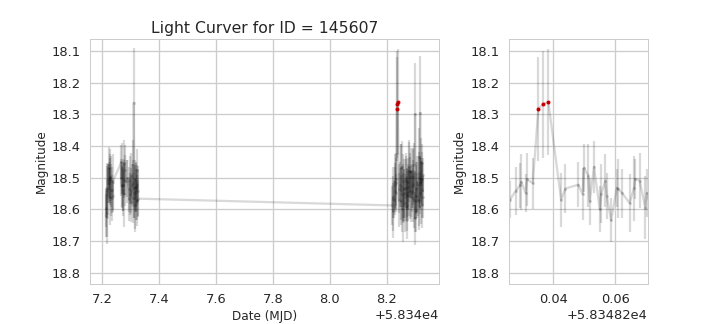 Light Curver for ID = 145607
Magnitude
18.1
18.2
18.3
18.4
18.5
18.6
18.7
18.8
7.2 7.4 7.6 7.8 8.0 8.2
Date (MJD)
+5.834e4
Magnitude
18.1
18.2
18.3
18.4
18.5
18.6
18.7
18.8
0.04 0.06
+5.83482e4